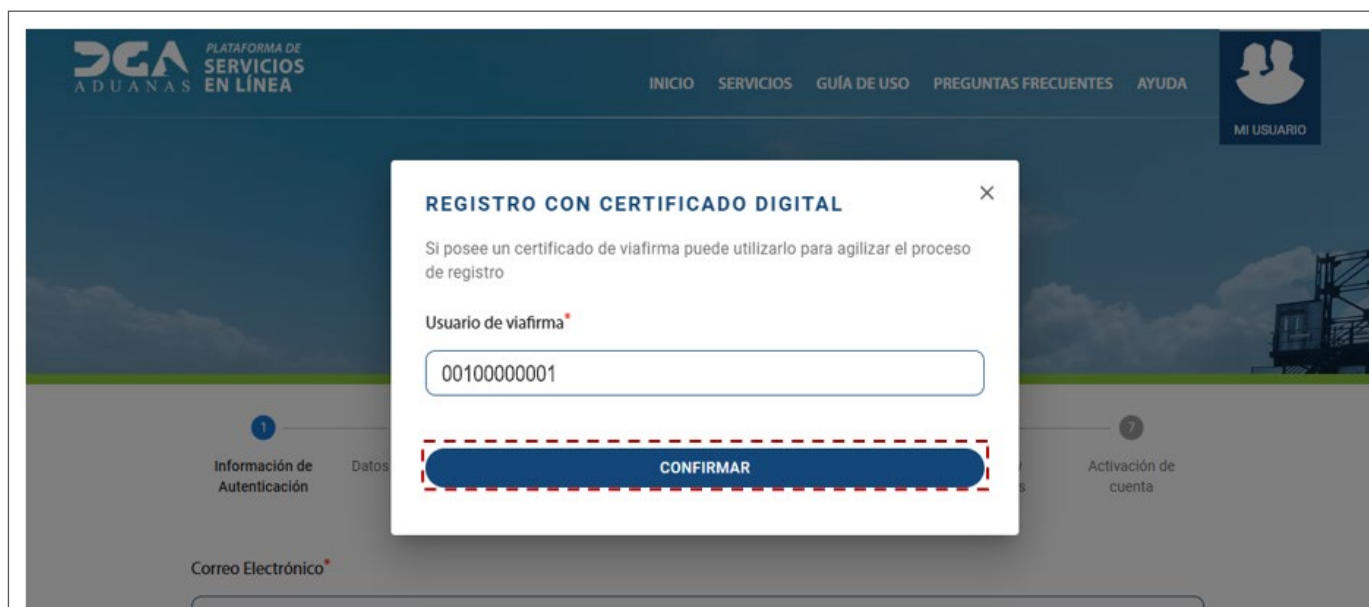 DGA
ADUANAS
PLATAFORMA DE
SERVICIOS
EN LÍNEA
INICIO SERVICIOS GUÍA DE USO PREGUNTAS FRECUENTES AYUDA
MI USUARIO
REGISTRO CON CERTIFICADO DIGITAL
Si posee un certificado de viafirma puede utilizarlo para agilizar el proceso
de registro
Usuario de viafirma*
00100000001
CONFIRMAR
1
Información de
Autenticación
Datos
7
Activación de
cuenta
Correo Electrónico*